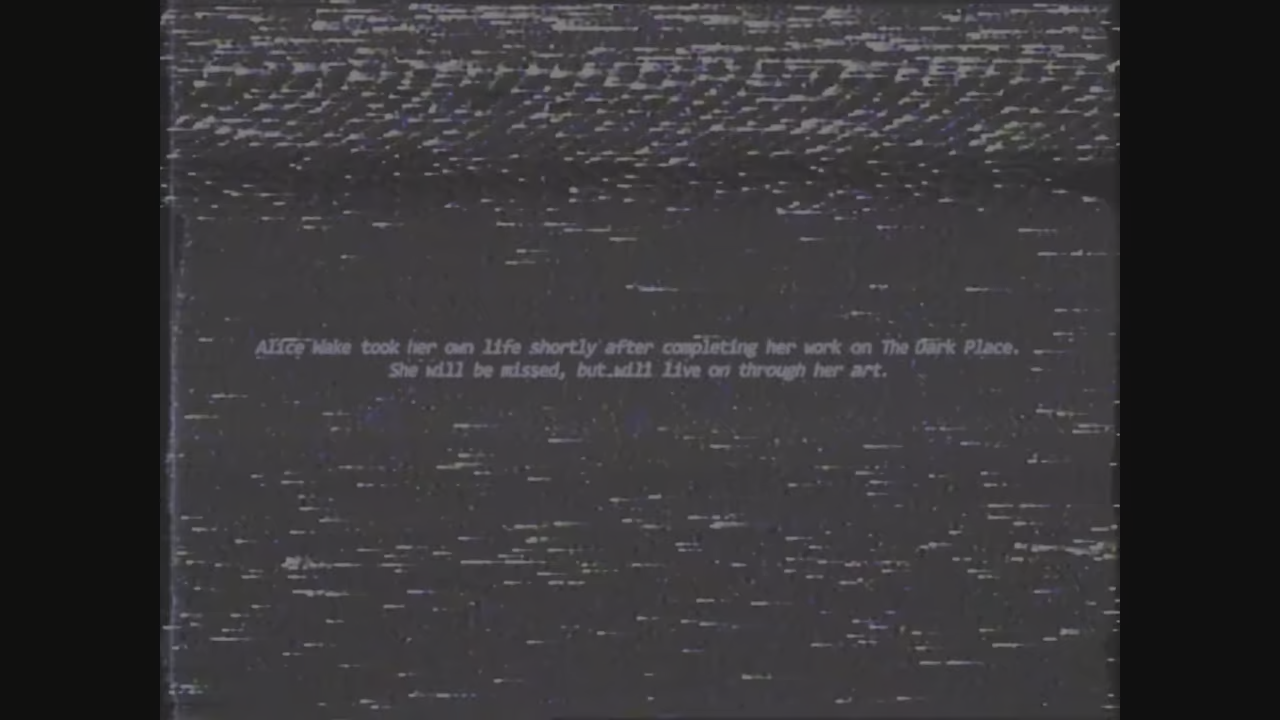 Alice Wake took her own life shortly after completing her work on The Dark Place.
She will be missed, but will live on through her art.